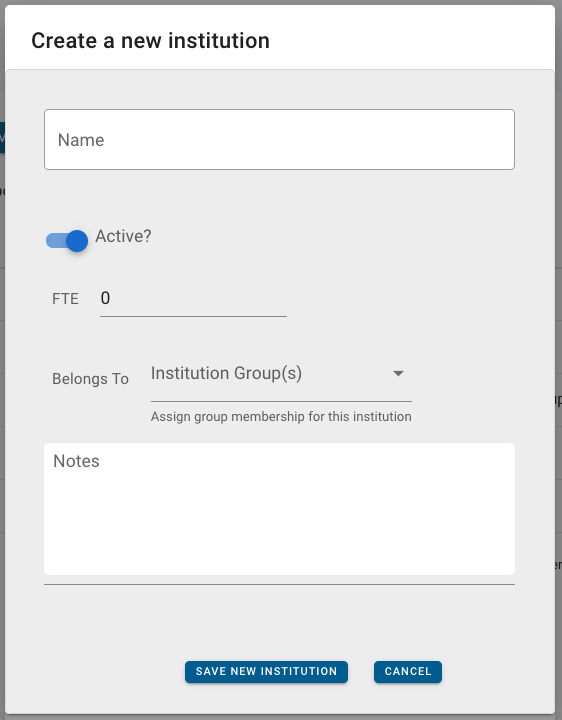 Create a new institution
Name
Active?
FTE 0
Belongs To Institution Group(s)
Assign group membership for this institution
Notes
SAVE NEW INSTITUTION CANCEL